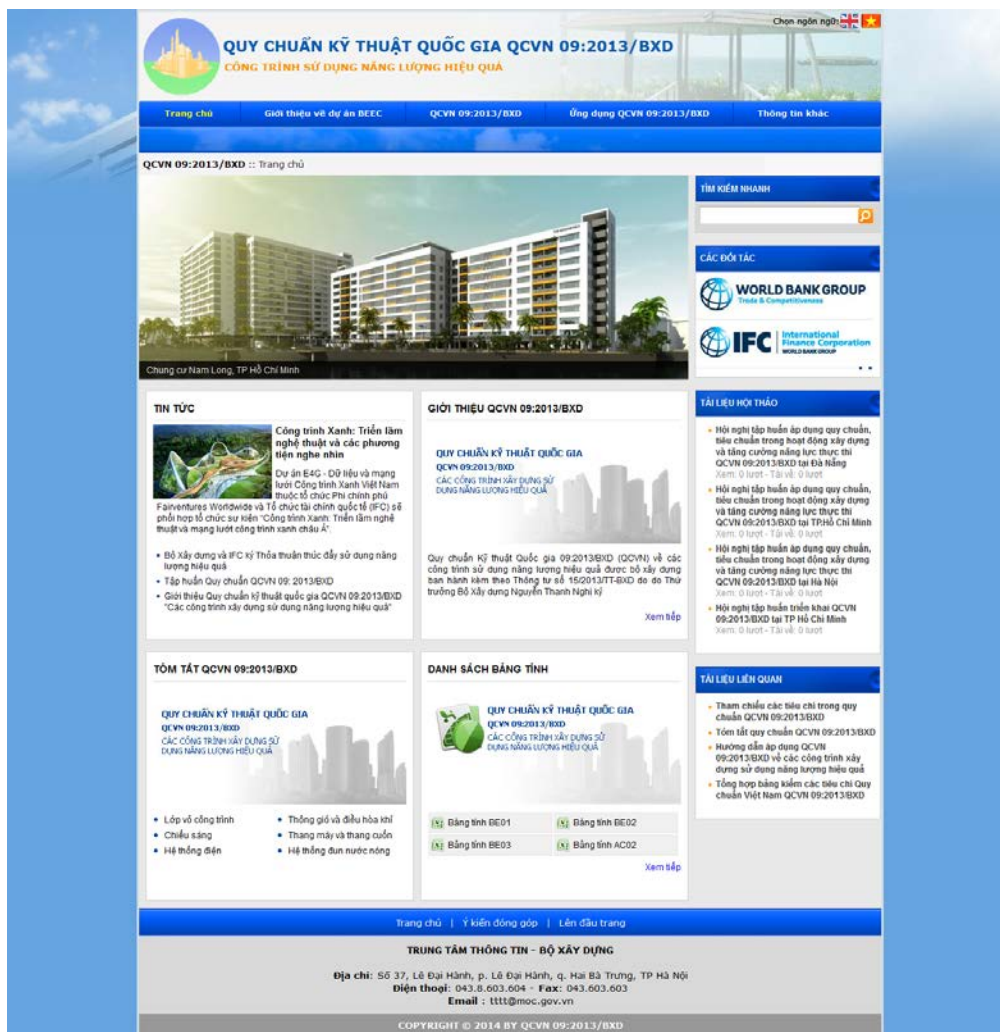 Chọn ngôn ngữ:
QUY CHUẨN KỸ THUẬT QUỐC GIA QCVN 09:2013/BXD
CÔNG TRÌNH SỬ DỤNG NĂNG LƯỢNG HIỆU QUẢ
Trang chủ
Giới thiệu về dự án BEEC
QCVN 09:2013/BXD
Ứng dụng QCVN 09:2013/BXD
Thông tin khác
QCVN 09:2013/BXD :: Trang chủ
Chung cư Nam Long, TP Hồ Chí Minh
TÌM KIẾM NHANH
CÁC ĐỐI TÁC
WORLD BANK GROUP
Trade & Competitiveness
IFC
International
Finance Corporation
WORLD BANK GROUP
TIN TỨC
Công trình Xanh: Triển lãm
nghệ thuật và các phương
tiện nghe nhìn
Dự án E4G - Dữ liệu và mạng
lưới Công trình Xanh Việt Nam
thuộc tổ chức Phi chính phủ
Fairventures Worldwide và Tổ chức tài chính quốc tế (IFC) sẽ
phối hợp tổ chức sự kiện “Công trình Xanh: Triển lãm nghệ
thuật và mạng lướt công trình xanh châu Á”.
• Bộ Xây dựng và IFC ký Thỏa thuận thúc đẩy sử dụng năng
lượng hiệu quả
• Tập huấn Quy chuẩn QCVN 09: 2013/BXD
• Giới thiệu Quy chuẩn kỹ thuật quốc gia QCVN 09:2013/BXD
“Các công trình xây dựng sử dụng năng lượng hiệu quả”
GIỚI THIỆU QCVN 09:2013/BXD
QUY CHUẨN KỸ THUẬT QUỐC GIA
QCVN 09:2013/BXD
CÁC CÔNG TRÌNH XÂY DỰNG SỬ
DỤNG NĂNG LƯỢNG HIỆU QUẢ
Quy chuẩn Kỹ thuật Quốc gia 09:2013/BXD (QCVN) về các
công trình sử dụng năng lượng hiệu quả được bộ xây dựng
ban hành kèm theo Thông tư số 15/2013/TT-BXD do do Thứ
trưởng Bộ Xây dựng Nguyễn Thanh Nghị ký
Xem tiếp
TÀI LIỆU HỘI THẢO
• Hội nghị tập huấn áp dụng quy chuẩn,
tiêu chuẩn trong hoạt động xây dựng
và tăng cường năng lực thực thi
QCVN 09:2013/BXD tại Đà Nẵng
Xem: 0 lượt - Tải về: 0 lượt
• Hội nghị tập huấn áp dụng quy chuẩn,
tiêu chuẩn trong hoạt động xây dựng
và tăng cường năng lực thực thi
QCVN 09:2013/BXD tại TP.Hồ Chí Minh
Xem: 0 lượt - Tải về: 0 lượt
• Hội nghị tập huấn áp dụng quy chuẩn,
tiêu chuẩn trong hoạt động xây dựng
và tăng cường năng lực thực thi
QCVN 09:2013/BXD tại Hà Nội
Xem: 0 lượt - Tải về: 0 lượt
• Hội nghị tập huấn triển khai QCVN
09:2013/BXD tại TP Hồ Chí Minh
Xem: 0 lượt - Tải về: 0 lượt
TÓM TẮT QCVN 09:2013/BXD
QUY CHUẨN KỸ THUẬT QUỐC GIA
QCVN 09:2013/BXD
CÁC CÔNG TRÌNH XÂY DỰNG SỬ
DỤNG NĂNG LƯỢNG HIỆU QUẢ
• Lớp vỏ công trình
• Thông gió và điều hòa khí
• Chiếu sáng
• Thang máy và thang cuốn
• Hệ thống điện
• Hệ thống đun nước nóng
DANH SÁCH BẢNG TÍNH
QUY CHUẨN KỸ THUẬT QUỐC GIA
QCVN 09:2013/BXD
CÁC CÔNG TRÌNH XÂY DỰNG SỬ
DỤNG NĂNG LƯỢNG HIỆU QUẢ
Bảng tính BE01
Bảng tính BE02
Bảng tính BE03
Bảng tính AC02
Xem tiếp
TÀI LIỆU LIÊN QUAN
• Tham chiếu các tiêu chí trong quy
chuẩn QCVN 09:2013/BXD
• Tóm tắt quy chuẩn QCVN 09:2013/BXD
• Hướng dẫn áp dụng QCVN
09:2013/BXD về các công trình xây
dựng sử dụng năng lượng hiệu quả
• Tổng hợp bảng kiểm các tiêu chí Quy
chuẩn Việt Nam QCVN 09:2013/BXD
Trang chủ | Ý kiến đóng góp | Lên đầu trang
TRUNG TÂM THÔNG TIN - BỘ XÂY DỰNG
Địa chỉ: Số 37, Lê Đại Hành, p. Lê Đại Hành, q. Hai Bà Trưng, TP Hà Nội
Điện thoại: 043.8.603.604 - Fax: 043.603.603
Email : tttt@moc.gov.vn
COPYRIGHT © 2014 BY QCVN 09:2013/BXD